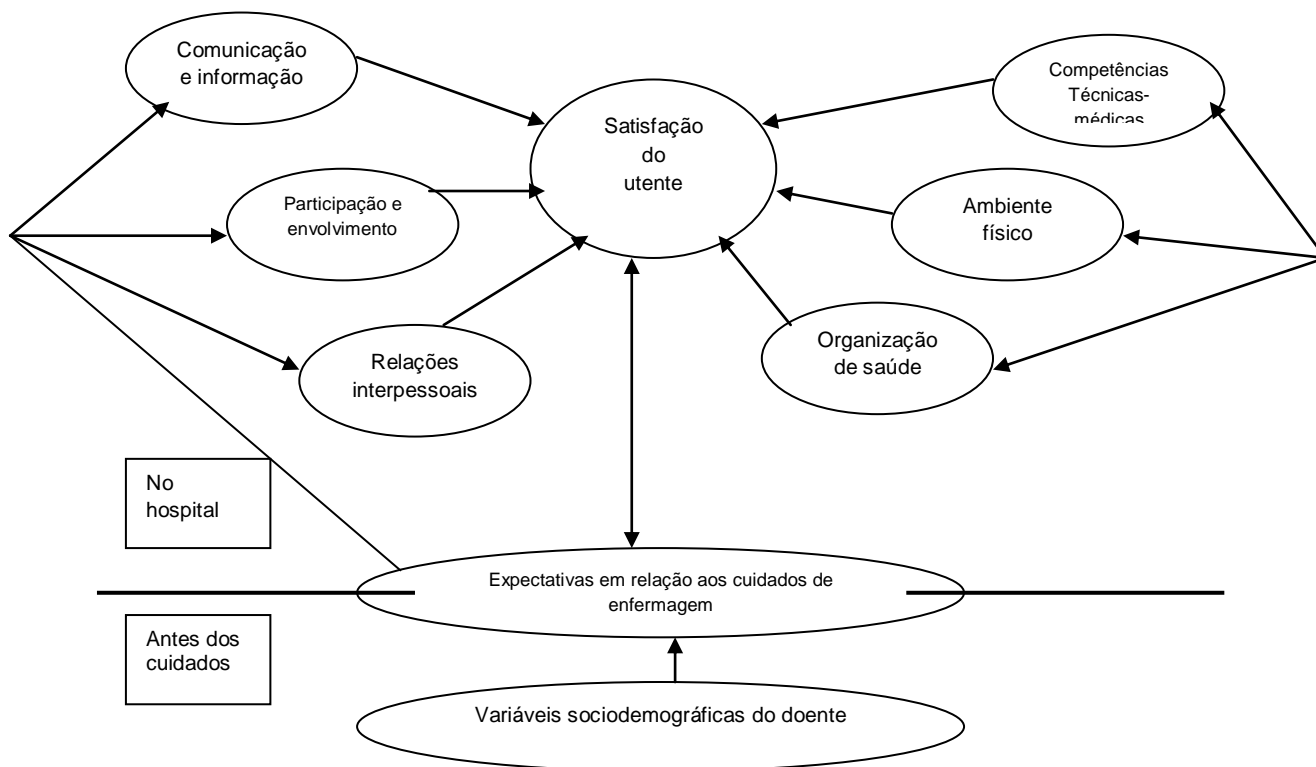 Comunicação
e informação
Satisfação
do
utente
Competências
Técnicas-
médicas
Participação e
envolvimento
Ambiente
físico
Relações
interpessoais
Organização
de saúde
No
hospital
Expectativas em relação aos cuidados de
enfermagem
Antes dos
cuidados
Variáveis sociodemográficas do doente